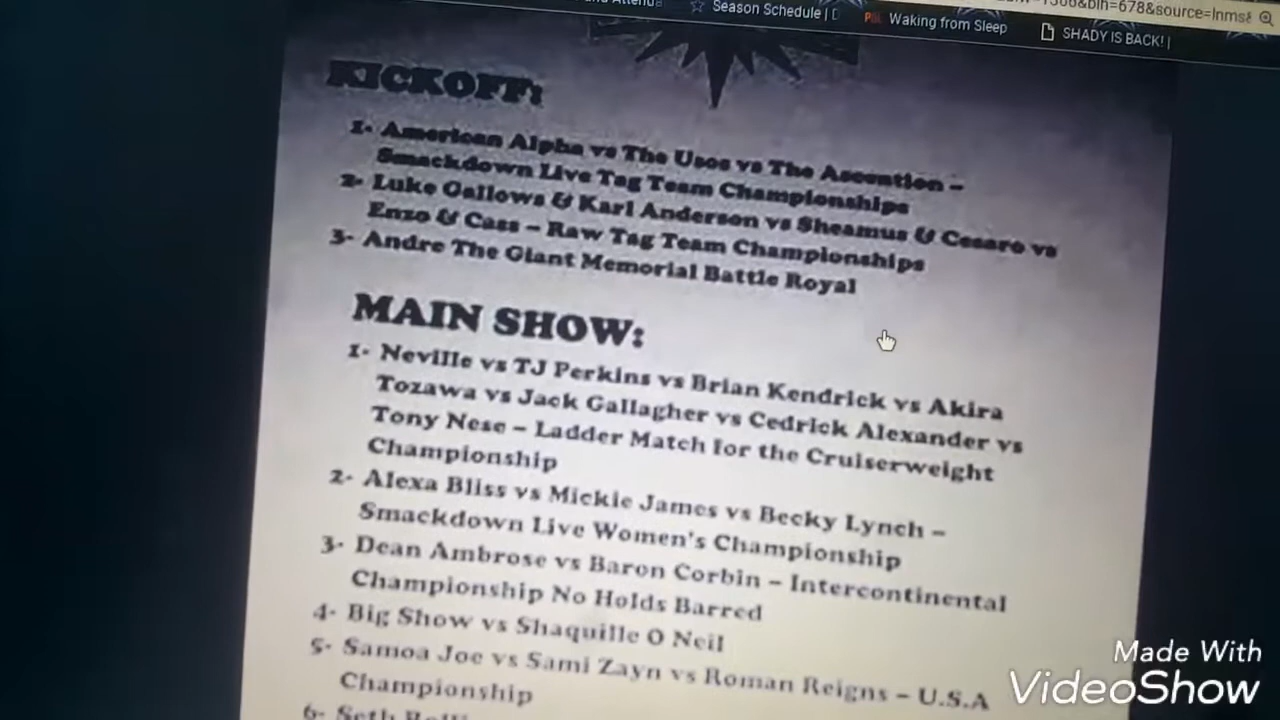 Season Schedule |
Waking from Sleep
SHADY IS BACK! |
KICKOFF:
1- American Alpha vs The Usos vs The Ascention –
Smackdown Live Tag Team Championships
2- Luke Gallows & Karl Anderson vs Sheamus & Cesaro vs
Enzo & Cass – Raw Tag Team Championships
3- Andre The Giant Memorial Battle Royal
MAIN SHOW:
1- Neville vs TJ Perkins vs Brian Kendrick vs Akira
Tozawa vs Jack Gallagher vs Cedrick Alexander vs
Tony Nese – Ladder Match for the Cruiserweight
Championship
2- Alexa Bliss vs Mickie James vs Becky Lynch –
Smackdown Live Women's Championship
3- Dean Ambrose vs Baron Corbin – Intercontinental
Championship No Holds Barred
4- Big Show vs Shaquille O Neil
5- Samoa Joe vs Sami Zayn vs Roman Reigns – U.S.A
Championship
6- Seth
Made With
VideoShow